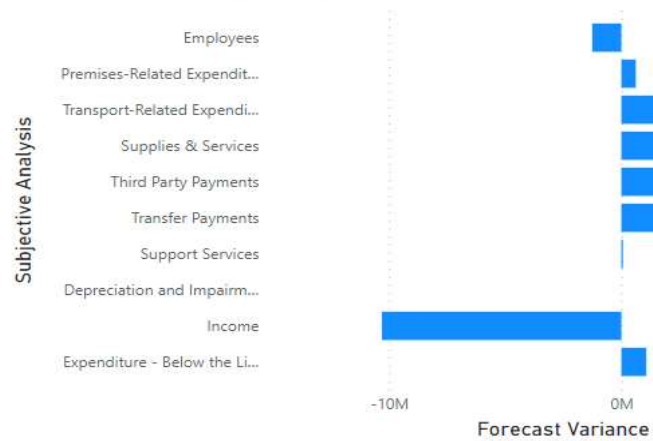 Subjective Analysis
Employees
Premises-Related Expendit...
Transport-Related Expendi...
Supplies & Services
Third Party Payments
Transfer Payments
Support Services
Depreciation and Impairm...
Income
Expenditure - Below the Li...
-10M 0M
Forecast Variance